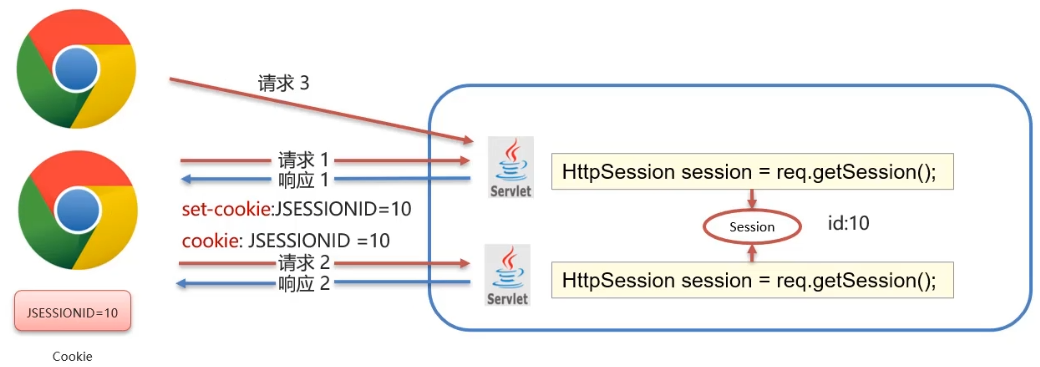 请求 3
请求 1
响应 1
Servlet
HttpSession session = req.getSession();
set-cookie:JSESSIONID=10
Session
id:10
cookie: JSESSIONID =10
请求 2
响应 2
Servlet
HttpSession session = req.getSession();
JSESSIONID=10
Cookie